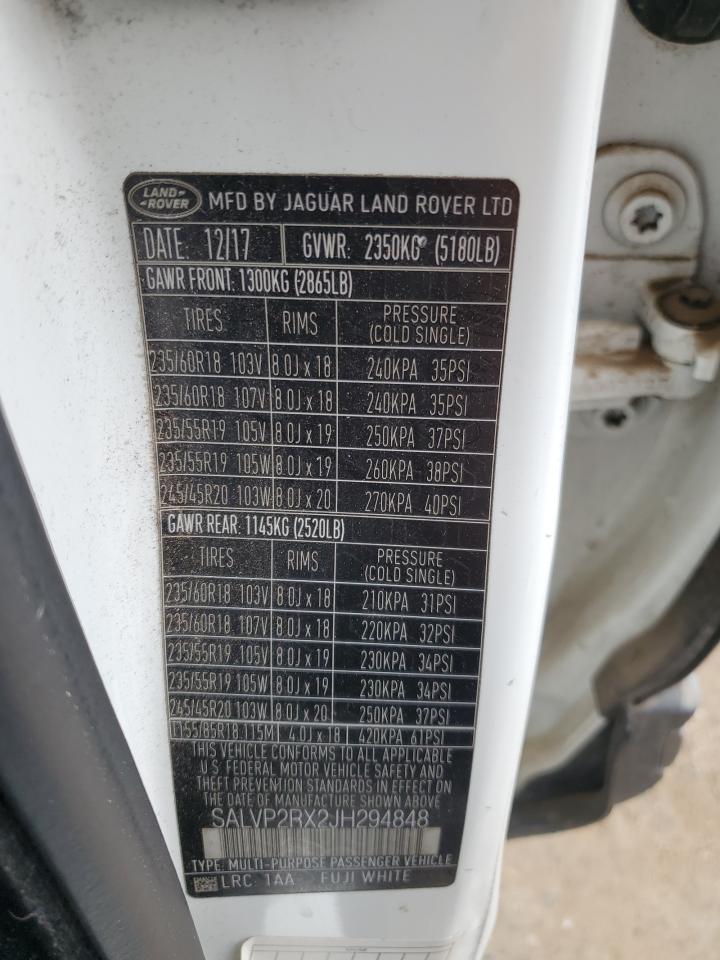 LAND-
-ROVER
MFD BY JAGUAR LAND ROVER LTD
DATE: 12/17 GVWR: 2350KG (5180LB)
GAWR FRONT: 1300KG (2865LB)
TIRES RIMS PRESSURE (COLD SINGLE)
235/60R18 103V 8.0J x 18 240KPA 35PSI
235/60R18 107V 8.0J x 18 240KPA 35PSI
235/55R19 105V 8.0J x 19 250KPA 37PSI
235/55R19 105W 8.0J x 19 260KPA 38PSI
245/45R20 103W 8.0J x 20 270KPA 40PSI
GAWR REAR: 1145KG (2520LB)
TIRES RIMS PRESSURE (COLD SINGLE)
235/60R18 103V 8.0J x 18 210KPA 31PSI
235/60R18 107V 8.0J x 18 220KPA 32PSI
235/55R19 105V 8.0J x 19 230KPA 34PSI
235/55R19 105W 8.0J x 19 230KPA 34PSI
245/45R20 103W 8.0J x 20 250KPA 37PSI
T155/85R18 115M 4.0J x 18 420KPA 61PSI
THIS VEHICLE CONFORMS TO ALL APPLICABLE
U.S. FEDERAL MOTOR VEHICLE SAFETY AND
THEFT PREVENTION STANDARDS IN EFFECT ON
THE DATE OF MANUFACTURE SHOWN ABOVE
SALVP2RX2JH294848
TYPE: MULTI-PURPOSE PASSENGER VEHICLE
LRC: 1AA FUJI WHITE